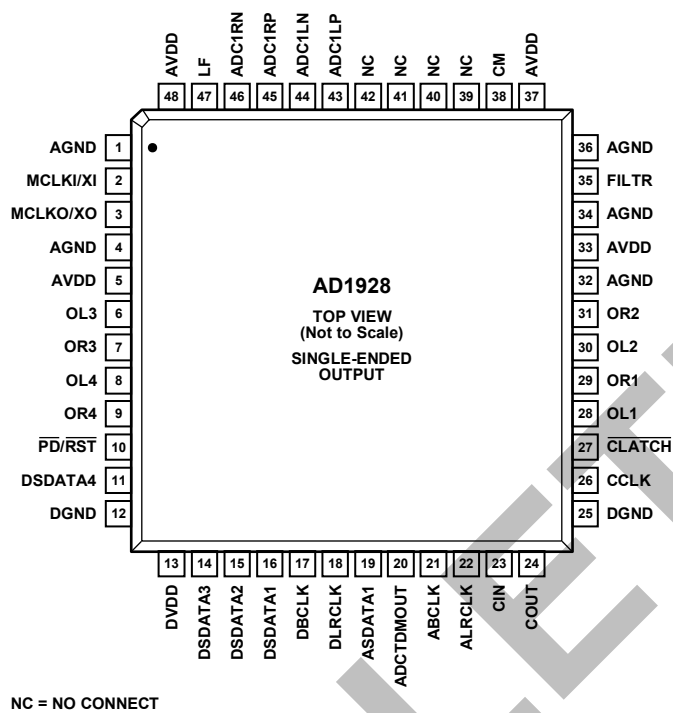 AVDD
LF
ADC1RN
ADC1RP
ADC1LN
ADC1LP
NC
NC
NC
NC
CM
AVDD
48 47 46 45 44 43 42 41 40 39 38 37
AGND 1
MCLKI/XI 2
MCLKO/XO 3
AGND 4
AVDD 5
OL3 6
OR3 7
OL4 8
OR4 9
PD/RST 10
DSDATA4 11
DGND 12
AD1928
TOP VIEW
(Not to Scale)
SINGLE-ENDED
OUTPUT
36 AGND
35 FILTR
34 AGND
33 AVDD
32 AGND
31 OR2
30 OL2
29 OR1
28 OL1
27 CLATCH
26 CCLK
25 DGND
13 14 15 16 17 18 19 20 21 22 23 24
DVDD
DSDATA3
DSDATA2
DSDATA1
DBCLK
DLRCLK
ASDATA1
ADCTDMOUT
ABCLK
ALRCLK
CIN
COUT
NC = NO CONNECT